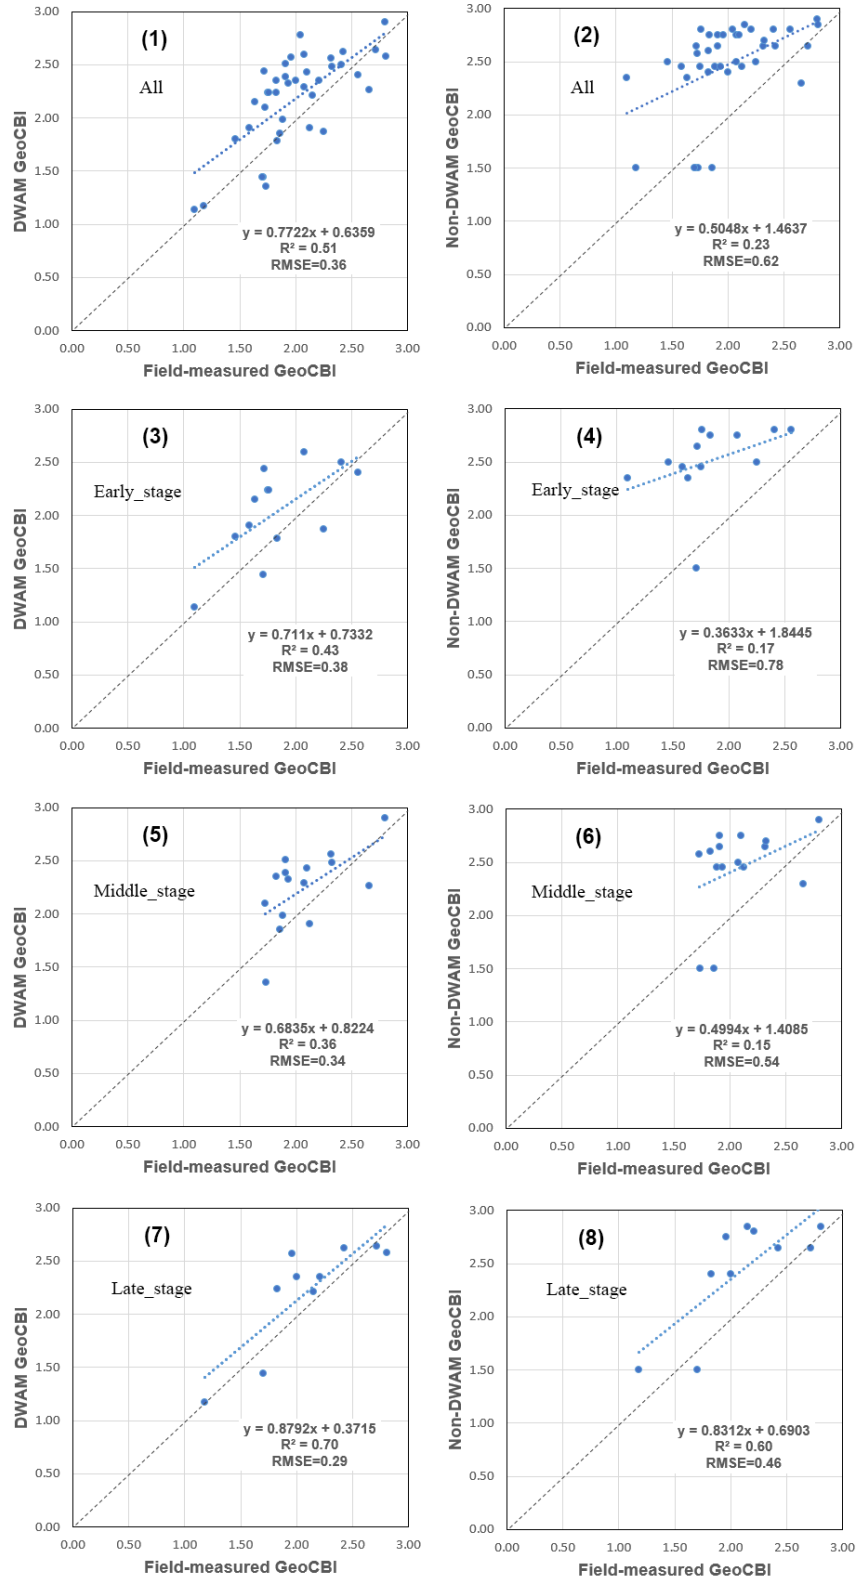 (1)
All
DWAM GeoCBI
3.00
2.50
2.00
1.50
1.00
0.50
0.00
y = 0.7722x + 0.6359
R² = 0.51
RMSE=0.36
0.00 0.50 1.00 1.50 2.00 2.50 3.00
Field-measured GeoCBI
(2)
All
Non-DWAM GeoCBI
3.00
2.50
2.00
1.50
1.00
0.50
0.00
y = 0.5048x + 1.4637
R² = 0.23
RMSE=0.62
0.00 0.50 1.00 1.50 2.00 2.50 3.00
Field-measured GeoCBI
(3)
Early_stage
DWAM GeoCBI
3.00
2.50
2.00
1.50
1.00
0.50
0.00
y = 0.711x + 0.7332
R² = 0.43
RMSE=0.38
0.00 0.50 1.00 1.50 2.00 2.50 3.00
Field-measured GeoCBI
(4)
Early_stage
Non-DWAM GeoCBI
3.00
2.50
2.00
1.50
1.00
0.50
0.00
y = 0.3633x + 1.8445
R² = 0.17
RMSE=0.78
0.00 0.50 1.00 1.50 2.00 2.50 3.00
Field-measured GeoCBI
(5)
Middle_stage
DWAM GeoCBI
3.00
2.50
2.00
1.50
1.00
0.50
0.00
y = 0.6835x + 0.8224
R² = 0.36
RMSE=0.34
0.00 0.50 1.00 1.50 2.00 2.50 3.00
Field-measured GeoCBI
(6)
Middle_stage
Non-DWAM GeoCBI
3.00
2.50
2.00
1.50
1.00
0.50
0.00
y = 0.4994x + 1.4085
R² = 0.15
RMSE=0.54
0.00 0.50 1.00 1.50 2.00 2.50 3.00
Field-measured GeoCBI
(7)
Late_stage
DWAM GeoCBI
3.00
2.50
2.00
1.50
1.00
0.50
0.00
y = 0.8792x + 0.3715
R² = 0.70
RMSE=0.29
0.00 0.50 1.00 1.50 2.00 2.50 3.00
Field-measured GeoCBI
(8)
Late_stage
Non-DWAM GeoCBI
3.00
2.50
2.00
1.50
1.00
0.50
0.00
y = 0.8312x + 0.6903
R² = 0.60
RMSE=0.46
0.00 0.50 1.00 1.50 2.00 2.50 3.00
Field-measured GeoCBI